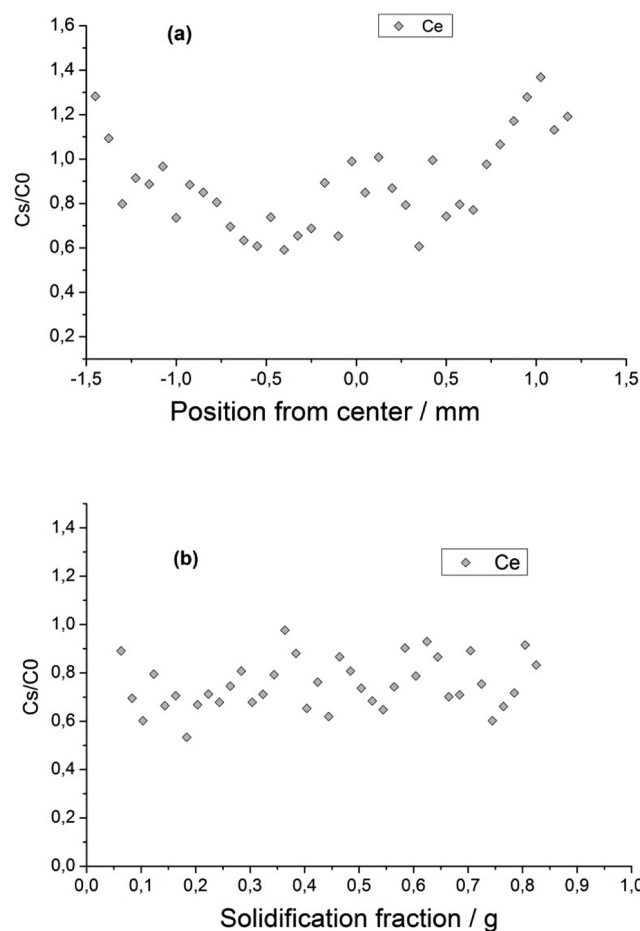 (a)
Ce
1,6
1,4
1,2
1,0
0,8
0,6
0,4
0,2
Cs/C0
-1,5 -1,0 -0,5 0,0 0,5 1,0 1,5
Position from center / mm
(b)
Ce
1,4
1,2
1,0
0,8
0,6
0,4
0,2
0,0
Cs/C0
0,0 0,1 0,2 0,3 0,4 0,5 0,6 0,7 0,8 0,9 1,0
Solidification fraction / g